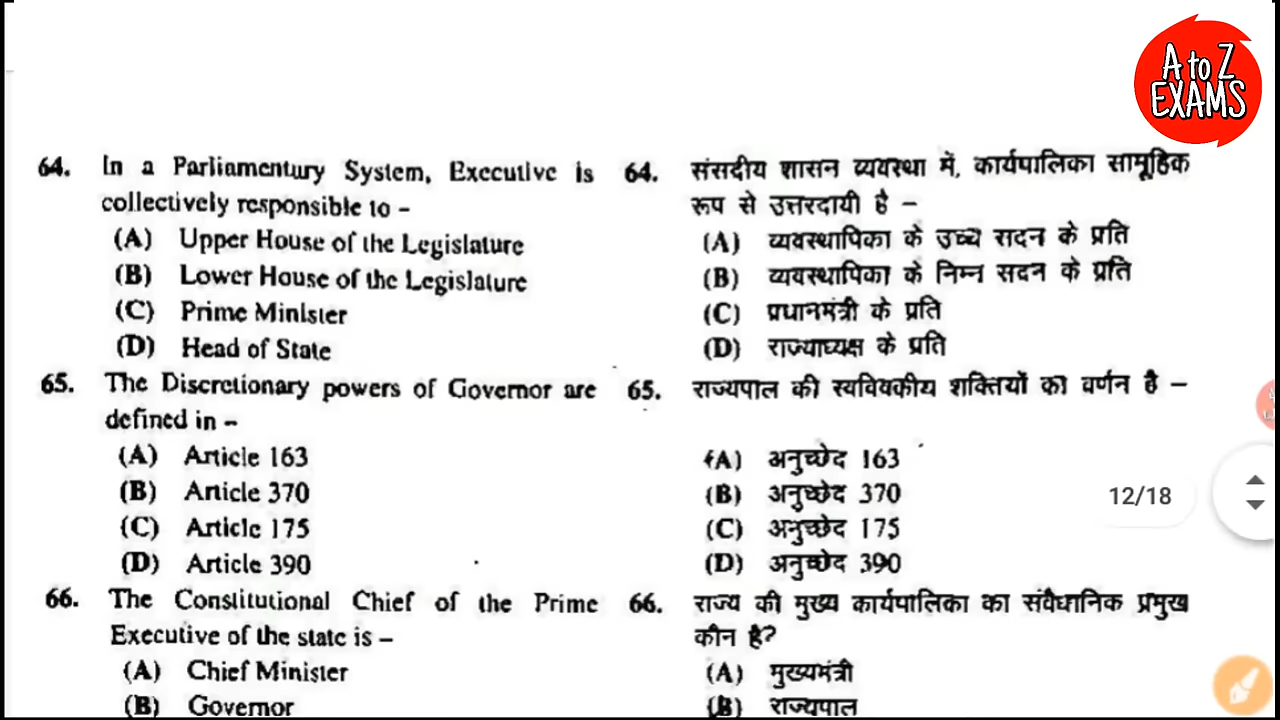 A to Z
EXAMS
64. In a Parliamentury System, Executive is
collectively responsible to –
(A) Upper House of the Legislature
(B) Lower House of the Legislature
(C) Prime Minister
(D) Head of State
65. The Discretionary powers of Governor are
defined in –
(A) Article 163
(B) Article 370
(C) Article 175
(D) Article 390
66. The Constitutional Chief of the Prime
Executive of the state is –
(A) Chief Minister
(B) Governor
64. संसदीय शासन व्यवस्था में, कार्यपालिका सामूहिक
रूप से उत्तरदायी है –
(A) व्यवस्थापिका के उच्च सदन के प्रति
(B) व्यवस्थापिका के निम्न सदन के प्रति
(C) प्रधानमंत्री के प्रति
(D) राज्याध्यक्ष के प्रति
65. राज्यपाल की स्वविवकीय शक्तियों का वर्णन है –
(A) अनुच्छेद 163
(B) अनुच्छेद 370
(C) अनुच्छेद 175
(D) अनुच्छेद 390
66. राज्य की मुख्य कार्यपालिका का संवैधानिक प्रमुख
कौन है?
(A) मुख्यमंत्री
(B) राज्यपाल
12/18